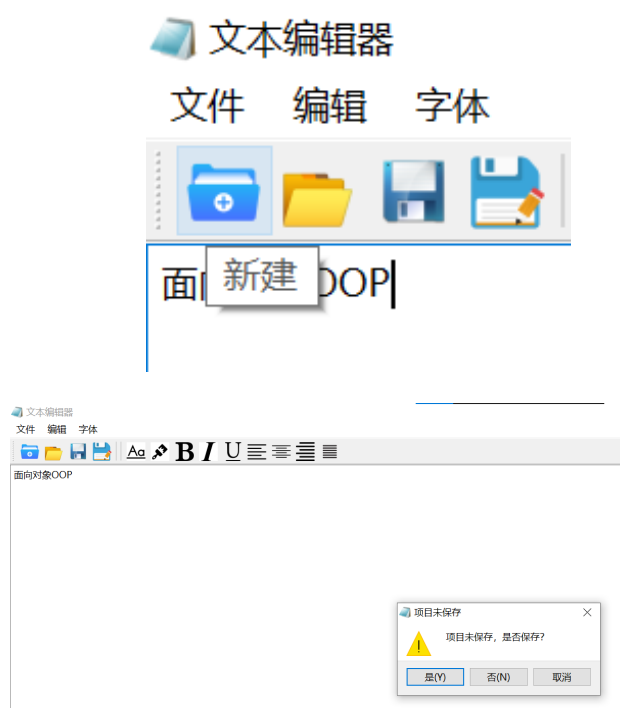 文本编辑器
文件 编辑 字体
新建
面 OOP
文本编辑器
文件 编辑 字体
Aa B I U
面向对象OOP
项目未保存
项目未保存，是否保存?
是(Y) 否(N) 取消